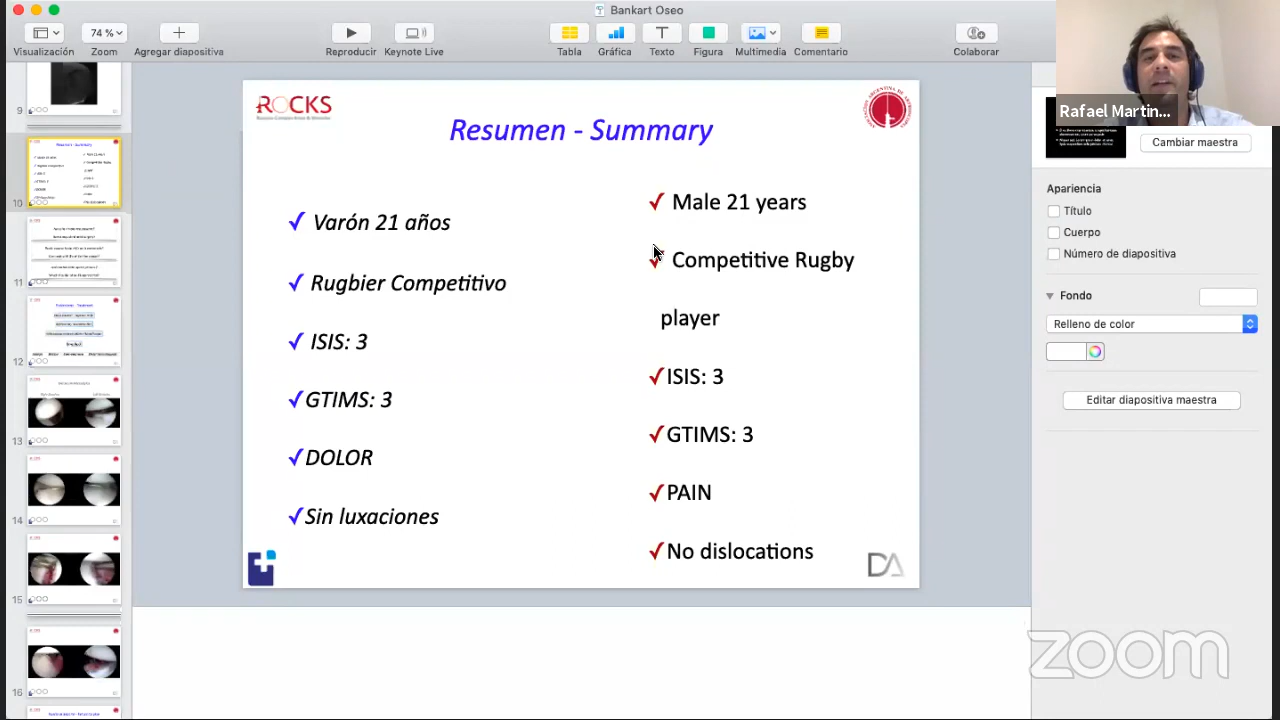 Bankart Oseo
74 %
Visualización
Zoom
Agregar diapositiva
Reproducir
Keynote Live
Tabla
Gráfica
Texto
Figura
Multimedia
Comentario
Colaborar
Rafael Martin...
Cambiar maestra
Apariencia
Título
Cuerpo
Número de diapositiva
Fondo
Relleno de color
Editar diapositiva maestra
9
10
11
12
13
14
15
16
ROCKS
Resumen - Summary
✓ Varón 21 años
✓ Rugbier Competitivo
✓ ISIS: 3
✓ GTIMS: 3
✓ DOLOR
✓ Sin luxaciones
✓ Male 21 years
✓ Competitive Rugby
player
✓ ISIS: 3
✓ GTIMS: 3
✓ PAIN
✓ No dislocations
DA
zoom